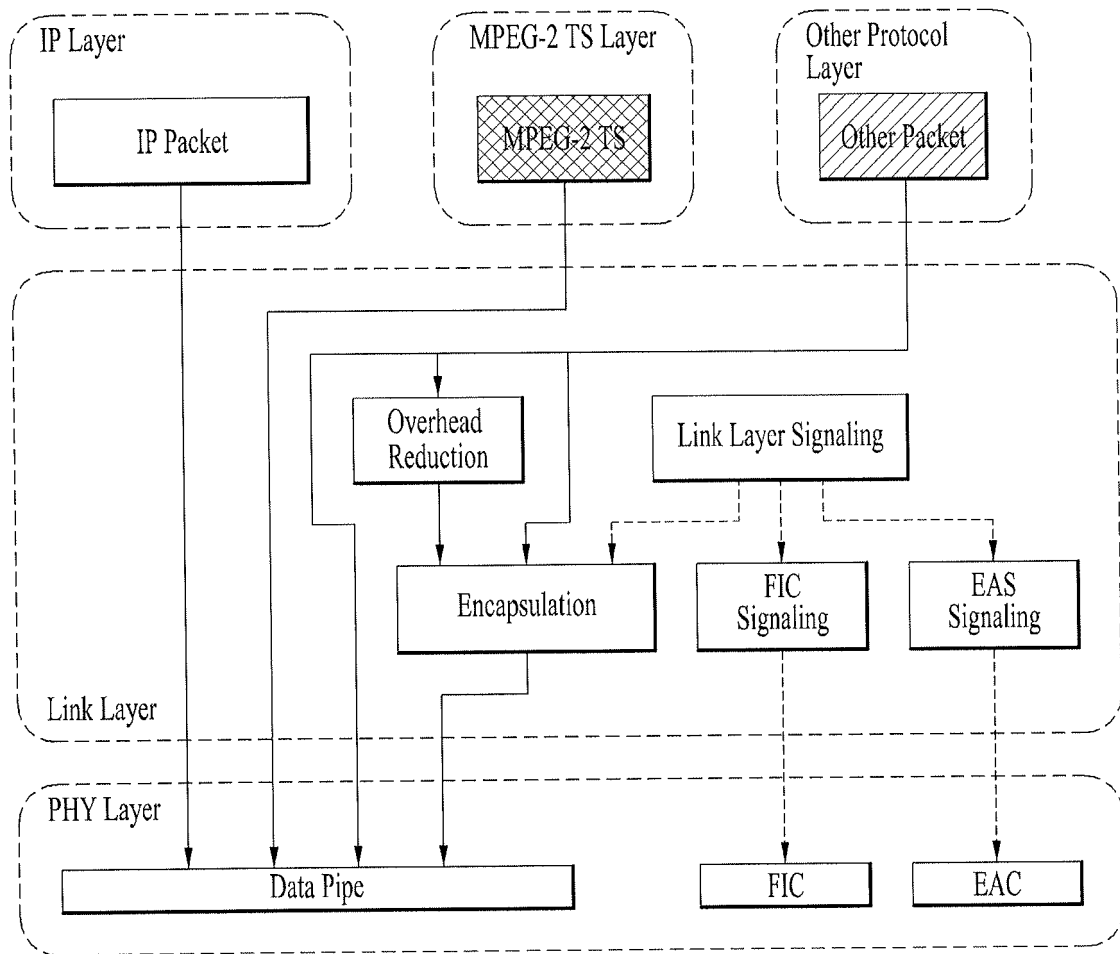 IP Layer
MPEG-2 TS Layer
Other Protocol
Layer
IP Packet
MPEG-2 TS
Other Packet
Overhead
Reduction
Link Layer Signaling
Encapsulation
FIC
Signaling
EAS
Signaling
Link Layer
PHY Layer
Data Pipe
FIC
EAC